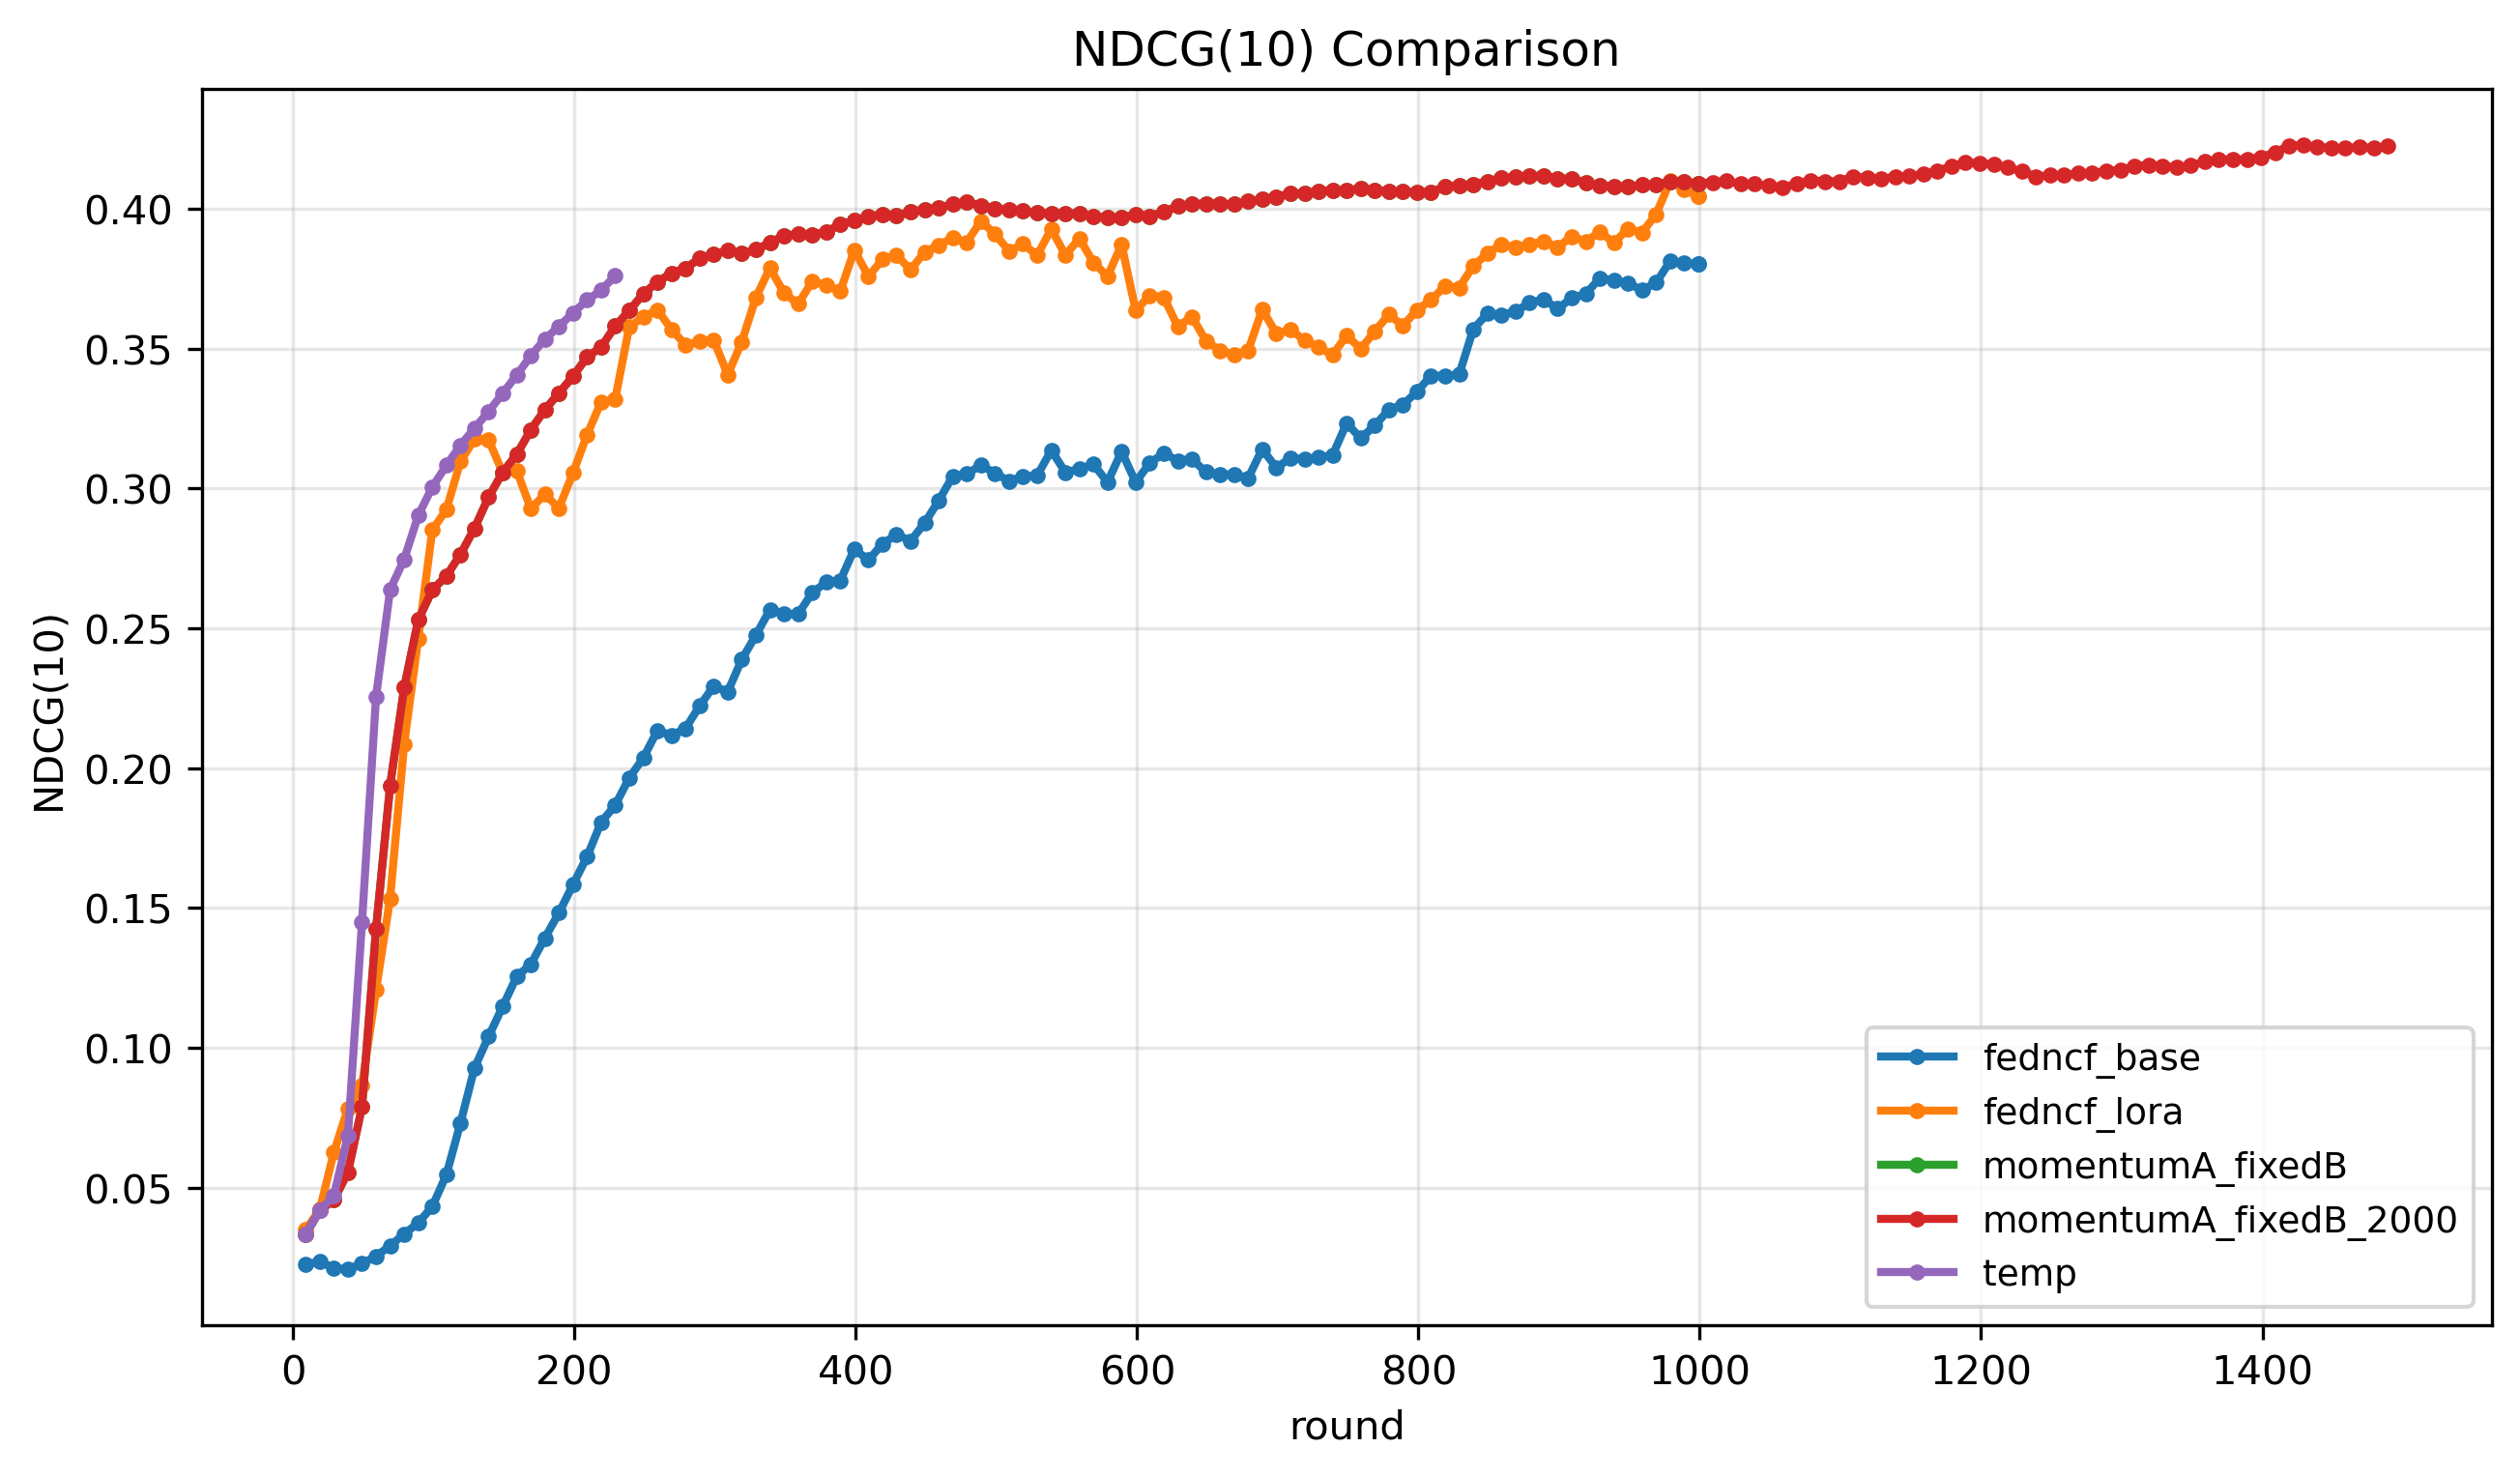 NDCG(10) Comparison
NDCG(10)
0.40
0.35
0.30
0.25
0.20
0.15
0.10
0.05
0 200 400 600 800 1000 1200 1400
round
fedncf_base
fedncf_lora
momentumA_fixedB
momentumA_fixedB_2000
temp